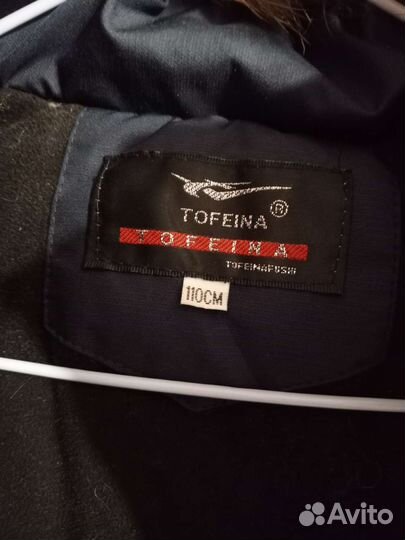 TOFEINA ®
TOFEINA
TOFEINAFUSHI
110CM
Avito